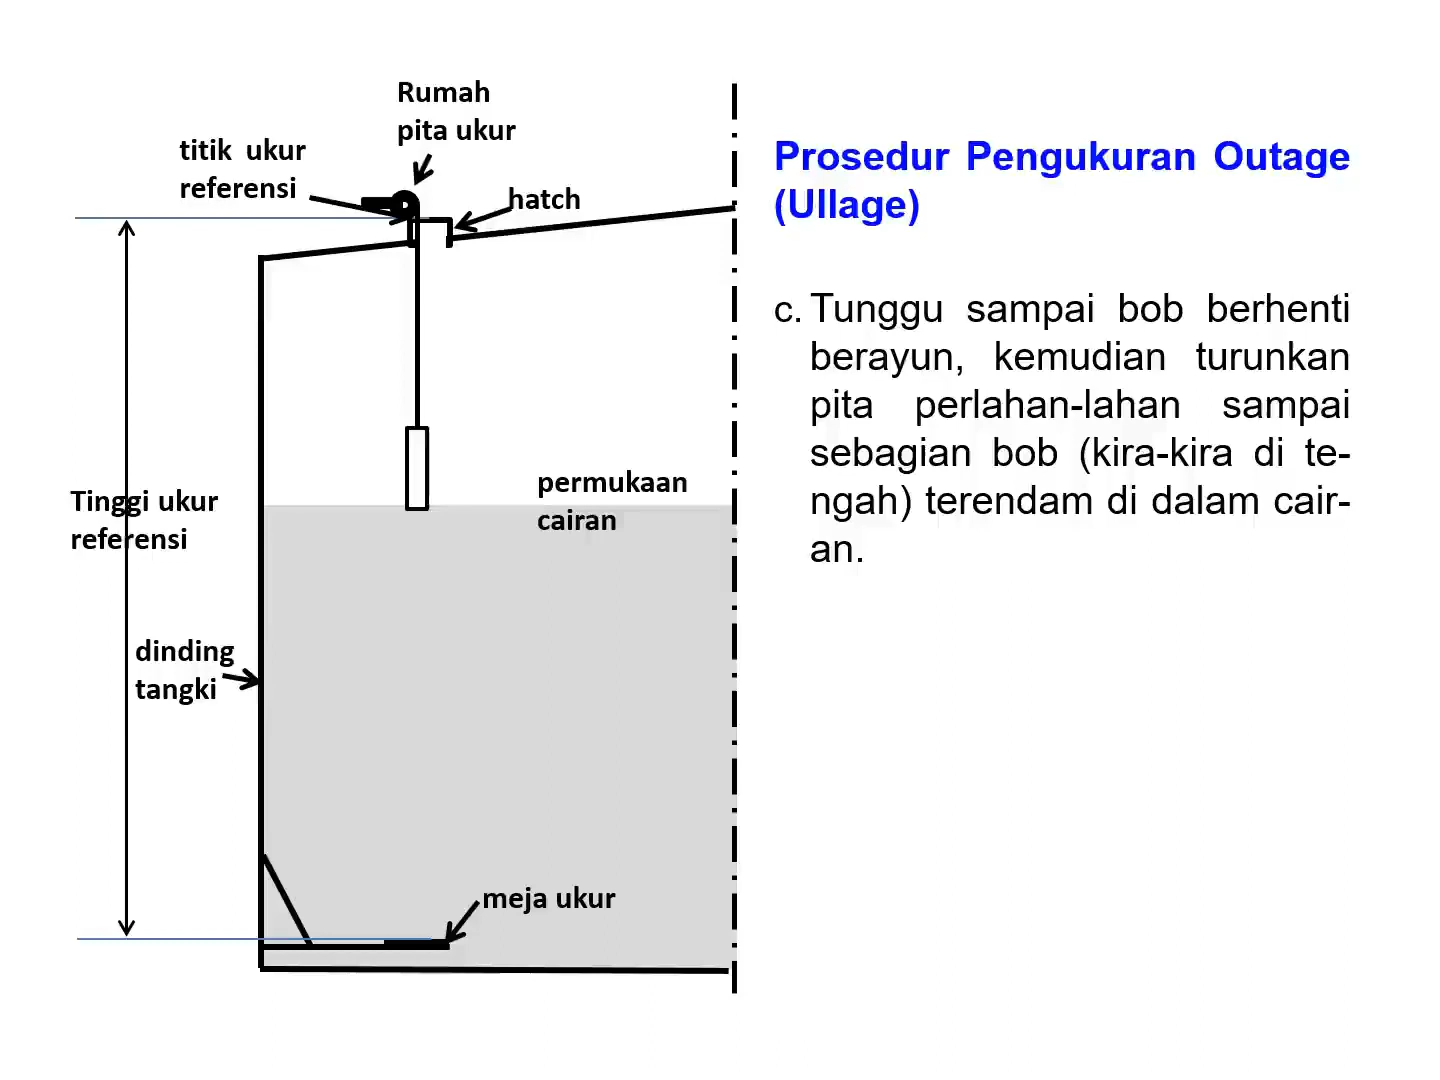 Rumah
pita ukur
titik ukur
referensi
hatch
Tinggi ukur
referensi
permukaan
cairan
dinding
tangki
meja ukur
Prosedur Pengukuran Outage
(Ullage)
c. Tunggu sampai bob berhenti
berayun, kemudian turunkan
pita perlahan-lahan sampai
sebagian bob (kira-kira di te-
ngah) terendam di dalam cair-
an.